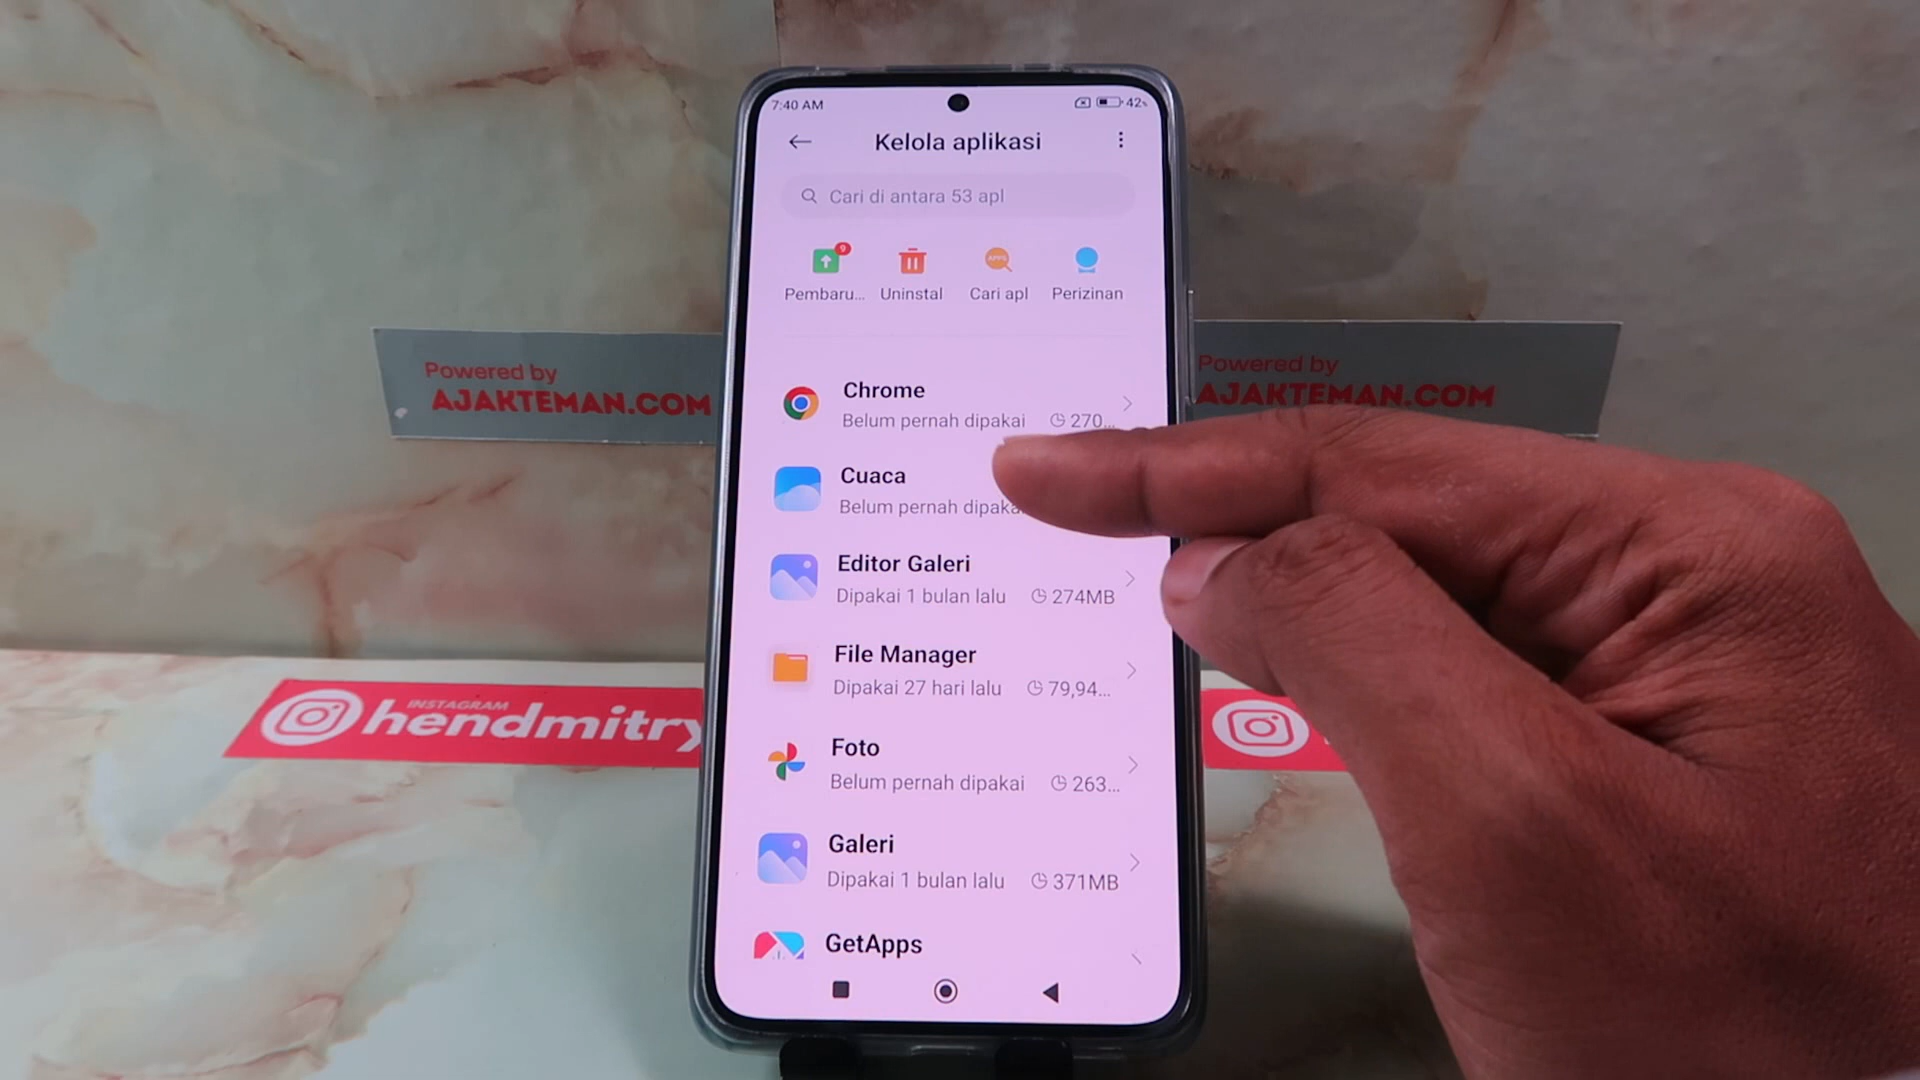 7:40 AM
42%
Kelola aplikasi
Cari di antara 53 apl
9
APPS
Pembaru...
Uninstal
Cari apl
Perizinan
Powered by
AJAKTEMAN.COM
Powered by
AJAKTEMAN.COM
Chrome
Belum pernah dipakai
270...
Cuaca
Belum pernah dipaka
Editor Galeri
Dipakai 1 bulan lalu
274MB
File Manager
Dipakai 27 hari lalu
79,94...
INSTAGRAM
hendmitry
Foto
Belum pernah dipakai
263...
Galeri
Dipakai 1 bulan lalu
371MB
GetApps